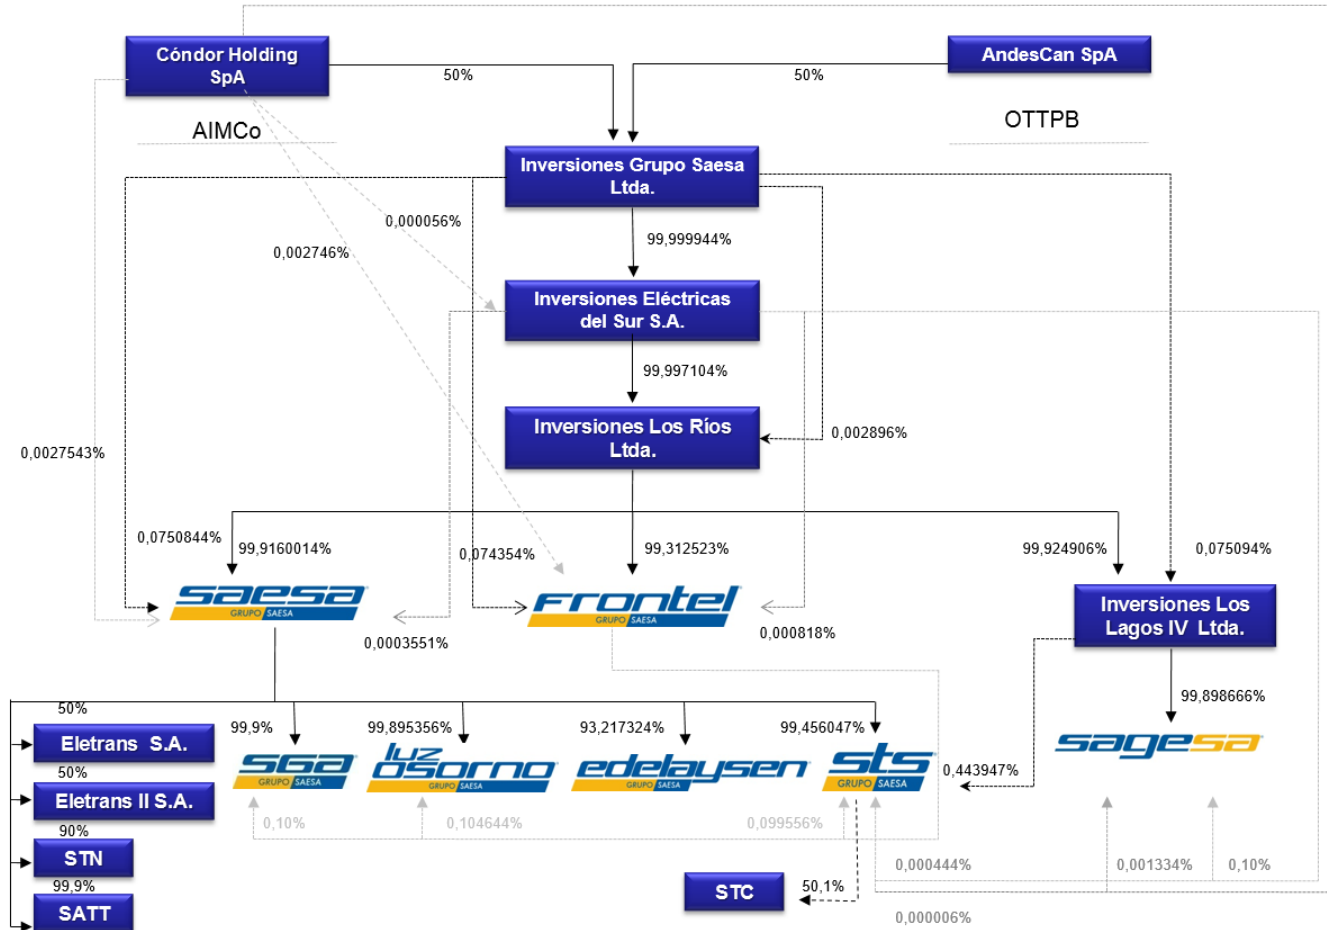 Cóndor Holding
SpA
50%
50%
AndesCan SpA
AIMCo
OTTPB
Inversiones Grupo Saesa
Ltda.
0,000056%
0,002746%
99,999944%
Inversiones Eléctricas
del Sur S.A.
99,997104%
Inversiones Los Ríos
Ltda.
0,002896%
0,0027543%
0,0750844%
99,9160014%
0,074354%
99,312523%
99,924906%
0,075094%
saesa
GRUPO SAESA
frontel
GRUPO SAESA
Inversiones Los
Lagos IV Ltda.
0,0003551%
0,000818%
99,898666%
50%
Eletrans S.A.
50%
Eletrans II S.A.
90%
STN
99,9%
SATT
99,9%
99,895356%
93,217324%
99,456047%
sga
GRUPO SAESA
luz
osorno
GRUPO SAESA
edelaysen
GRUPO SAESA
sts
GRUPO SAESA
sagesa
0,443947%
0,10%
0,104644%
0,099556%
0,000444%
0,001334%
0,10%
STC
50,1%
0,000006%